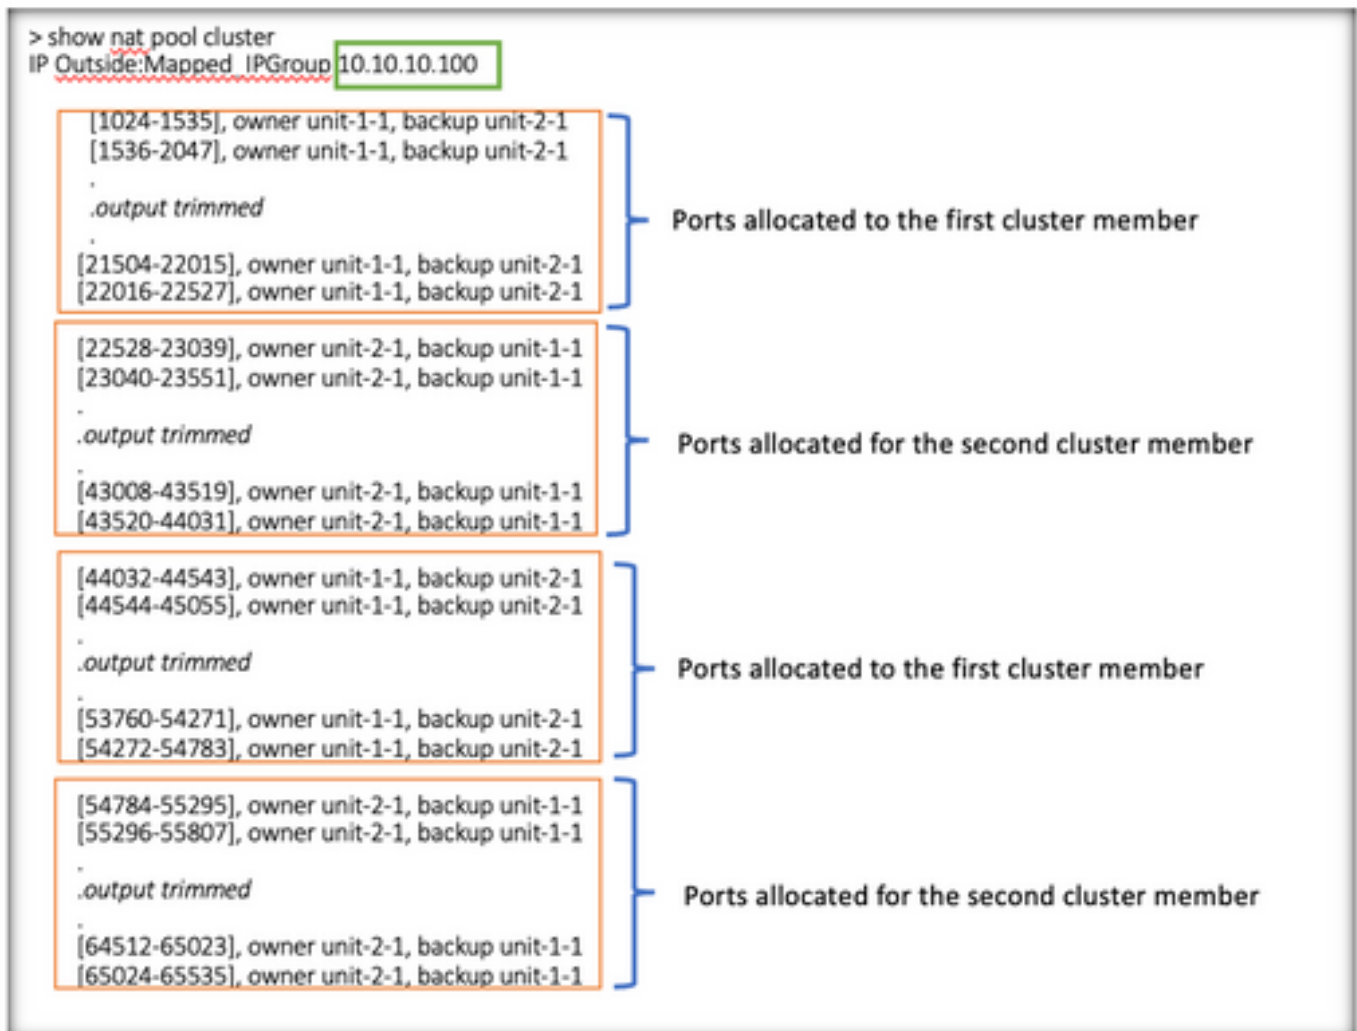 > show nat pool cluster
IP Outside:Mapped_IPGroup 10.10.10.100
[1024-1535], owner unit-1-1, backup unit-2-1
[1536-2047], owner unit-1-1, backup unit-2-1
.
.output trimmed
.
[21504-22015], owner unit-1-1, backup unit-2-1
[22016-22527], owner unit-1-1, backup unit-2-1
Ports allocated to the first cluster member
[22528-23039], owner unit-2-1, backup unit-1-1
[23040-23551], owner unit-2-1, backup unit-1-1
.
.output trimmed
.
[43008-43519], owner unit-2-1, backup unit-1-1
[43520-44031], owner unit-2-1, backup unit-1-1
Ports allocated for the second cluster member
[44032-44543], owner unit-1-1, backup unit-2-1
[44544-45055], owner unit-1-1, backup unit-2-1
.
.output trimmed
.
[53760-54271], owner unit-1-1, backup unit-2-1
[54272-54783], owner unit-1-1, backup unit-2-1
Ports allocated to the first cluster member
[54784-55295], owner unit-2-1, backup unit-1-1
[55296-55807], owner unit-2-1, backup unit-1-1
.
.output trimmed
.
[64512-65023], owner unit-2-1, backup unit-1-1
[65024-65535], owner unit-2-1, backup unit-1-1
Ports allocated for the second cluster member